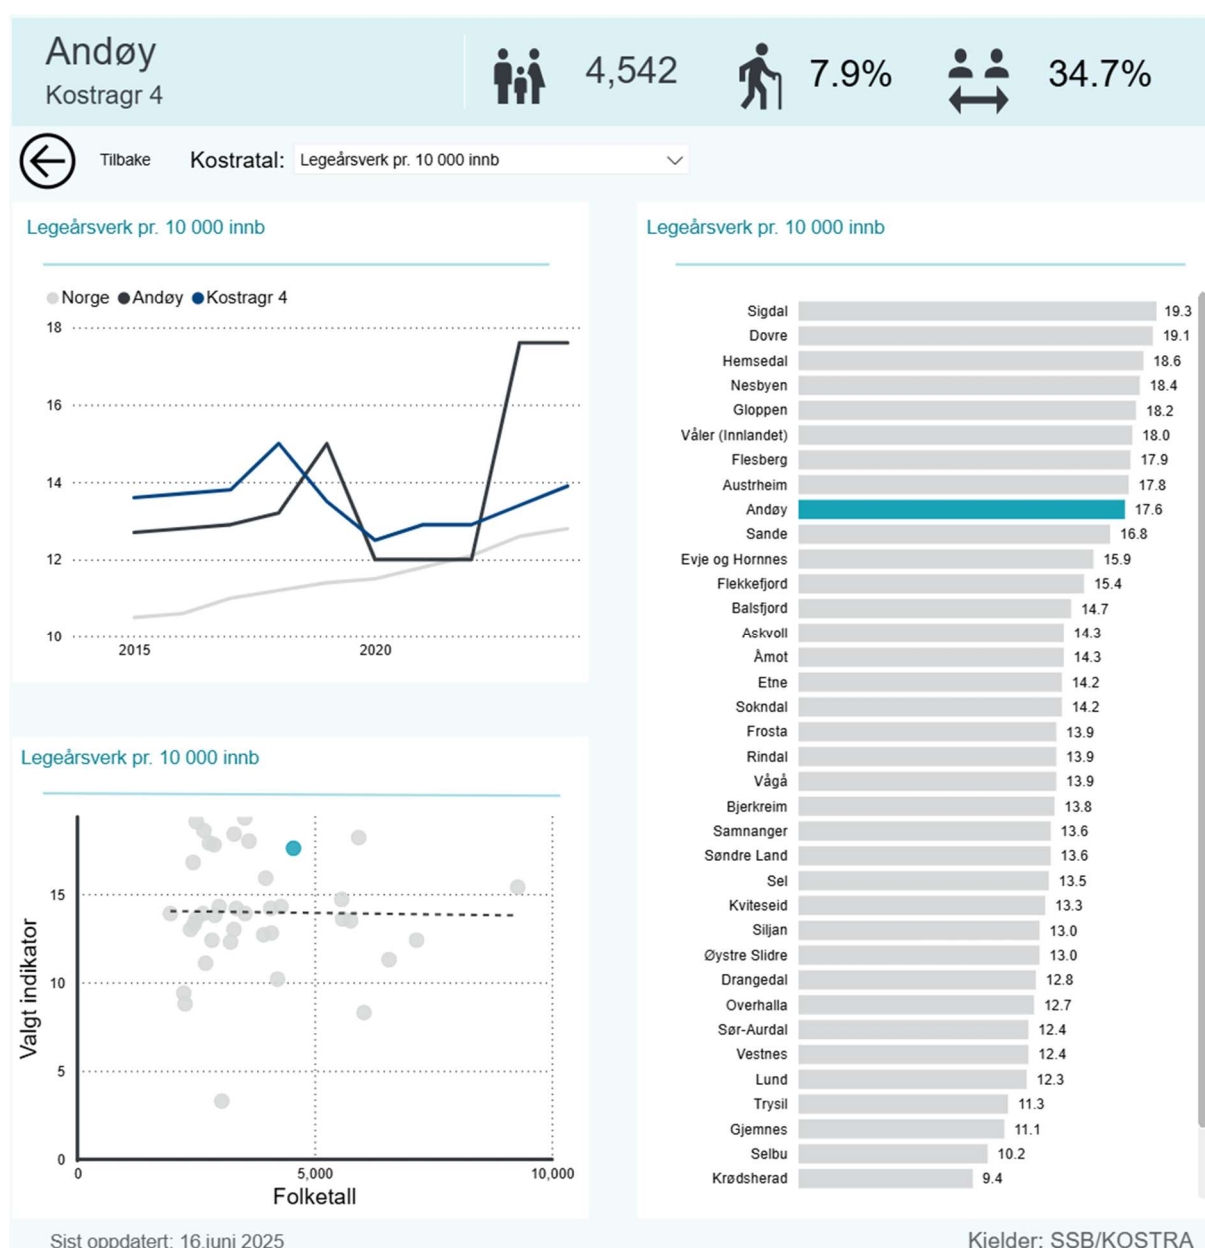 Andøy
Kostragr 4
4,542
7.9%
34.7%
Tilbake
Kostratal:
Legeårsverk pr. 10 000 innb
Legeårsverk pr. 10 000 innb
Norge Andøy Kostragr 4
18
16
14
12
10
2015 2020
Legeårsverk pr. 10 000 innb
Valgt indikator
15
10
5
0
0 5,000 10,000
Folketall
Legeårsverk pr. 10 000 innb
Sigdal 19.3
Dovre 19.1
Hemsedal 18.6
Nesbyen 18.4
Gloppen 18.2
Våler (Innlandet) 18.0
Flesberg 17.9
Austrheim 17.8
Andøy 17.6
Sande 16.8
Evje og Hornnes 15.9
Flekkefjord 15.4
Balsfjord 14.7
Askvoll 14.3
Åmot 14.3
Etne 14.2
Sokndal 14.2
Frosta 13.9
Rindal 13.9
Vågå 13.9
Bjerkreim 13.8
Samnanger 13.6
Søndre Land 13.6
Sel 13.5
Kviteseid 13.3
Siljan 13.0
Øystre Slidre 13.0
Drangedal 12.8
Overhalla 12.7
Sør-Aurdal 12.4
Vestnes 12.4
Lund 12.3
Trysil 11.3
Gjemnes 11.1
Selbu 10.2
Krødsherad 9.4
Sist oppdatert: 16.juni 2025
Kjelder: SSB/KOSTRA